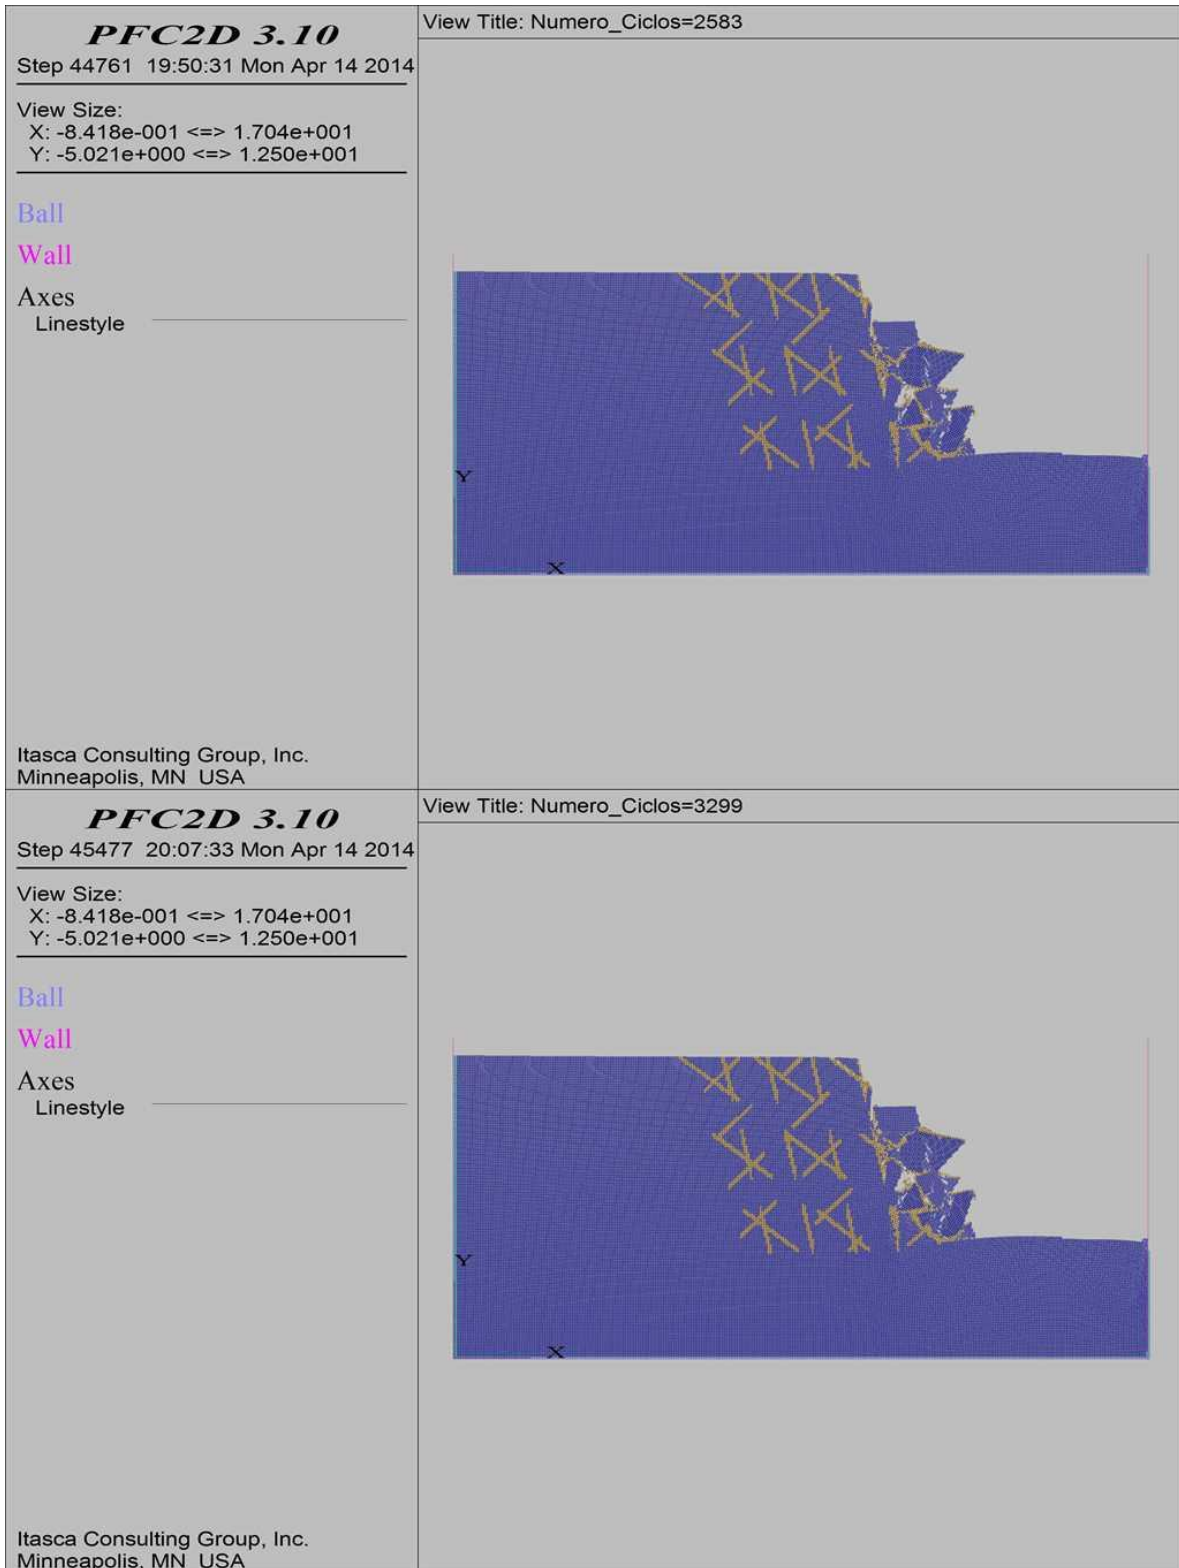 PFC2D 3.10
Step 44761 19:50:31 Mon Apr 14 2014
View Size:
X: -8.418e-001 <=> 1.704e+001
Y: -5.021e+000 <=> 1.250e+001
Ball
Wall
Axes
Linestyle
Itasca Consulting Group, Inc.
Minneapolis, MN USA
View Title: Numero_Ciclos=2583
Y
X
PFC2D 3.10
Step 45477 20:07:33 Mon Apr 14 2014
View Size:
X: -8.418e-001 <=> 1.704e+001
Y: -5.021e+000 <=> 1.250e+001
Ball
Wall
Axes
Linestyle
Itasca Consulting Group, Inc.
Minneapolis, MN USA
View Title: Numero_Ciclos=3299
Y
X